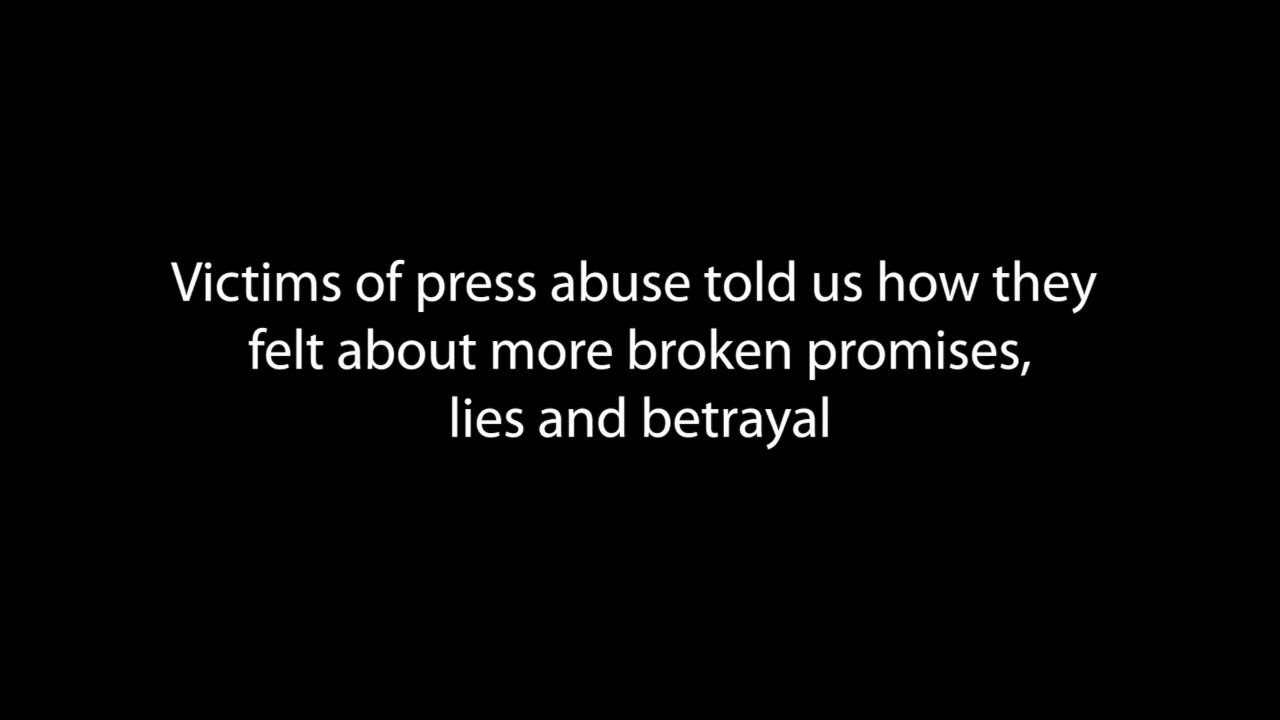 Victims of press abuse told us how they
felt about more broken promises,
lies and betrayal